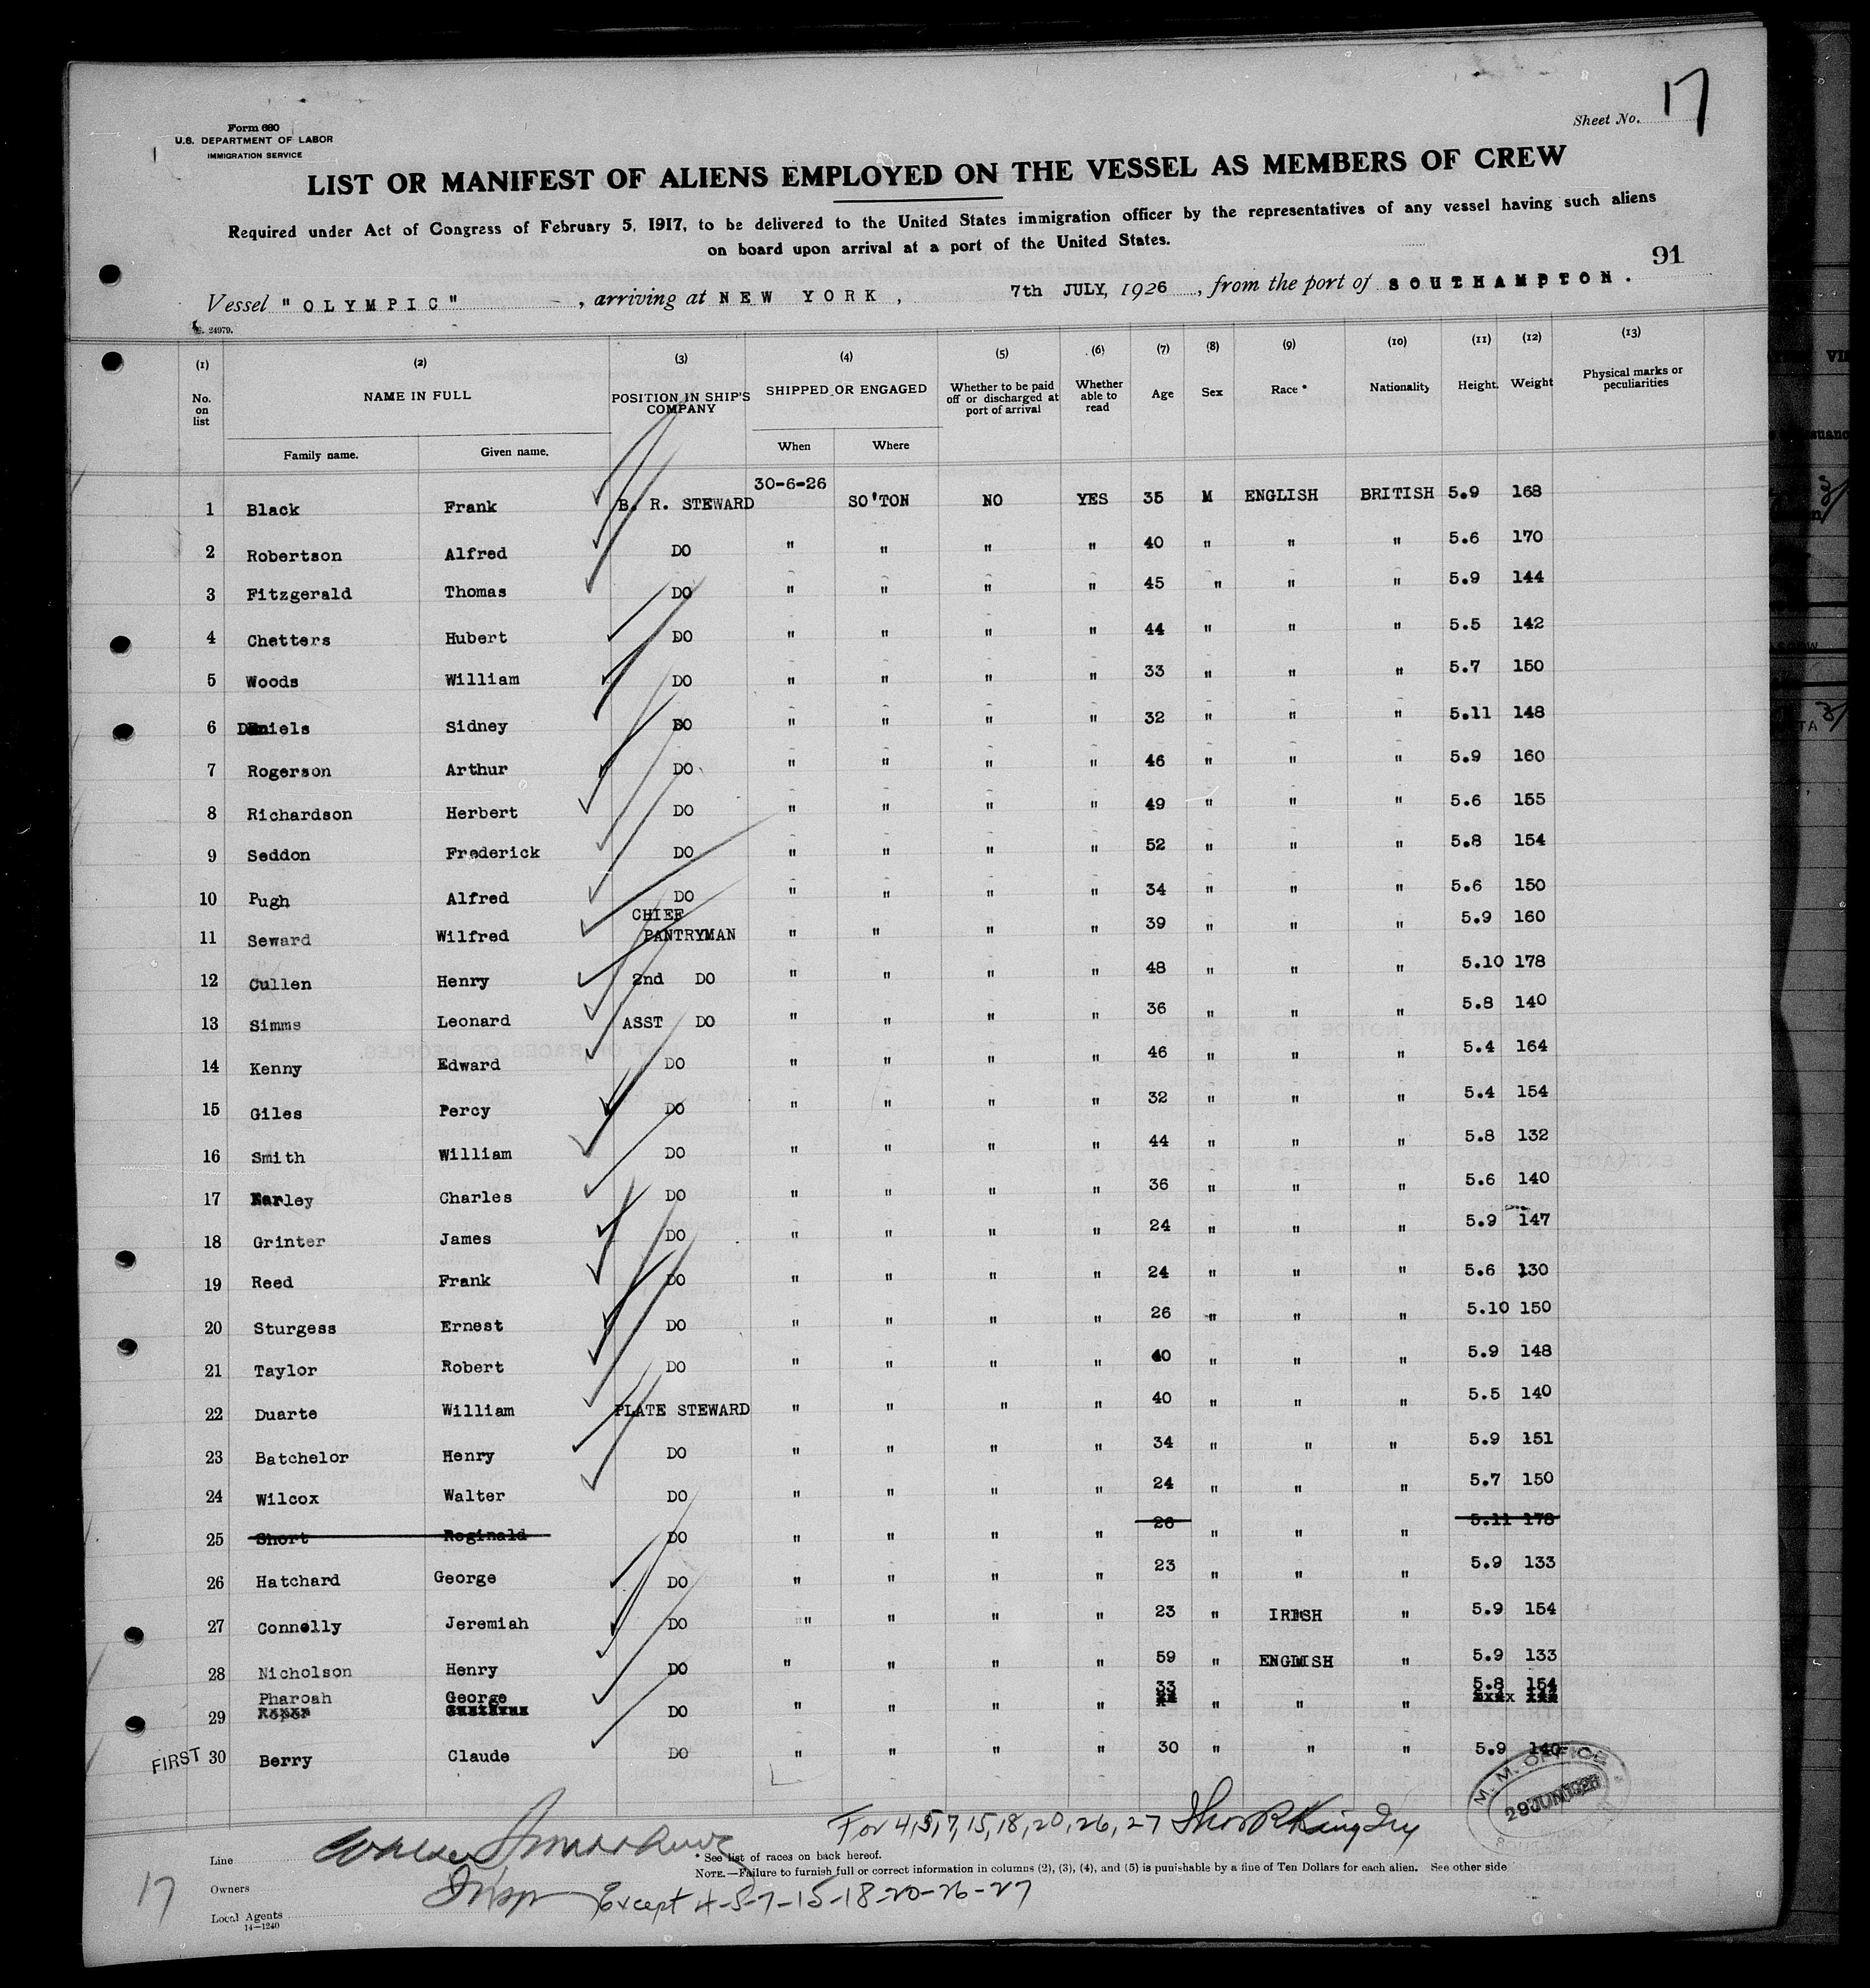 Sheet No. 17
Form 680
U.S. DEPARTMENT OF LABOR
IMMIGRATION SERVICE
LIST OR MANIFEST OF ALIENS EMPLOYED ON THE VESSEL AS MEMBERS OF CREW
Required under Act of Congress of February 5, 1917, to be delivered to the United States immigration officer by the representatives of any vessel having such aliens
on board upon arrival at a port of the United States.
91
Vessel "OLYMPIC", arriving at NEW YORK, 7th JULY, 1926, from the port of SOUTHAMPTON.
24979.
(1) (2) (3) (4) (5) (6) (7) (8) (9) (10) (11) (12) (13)
No. on list NAME IN FULL POSITION IN SHIP'S COMPANY SHIPPED OR ENGAGED Whether to be paid off or discharged at port of arrival Whether able to read Age Sex Race * Nationality Height. Weight Physical marks or peculiarities
Family name. Given name. When Where
1 Black Frank B. R. STEWARD 30-6-26 SO'TON NO YES 35 M ENGLISH BRITISH 5.9 168
2 Robertson Alfred DO " " " " 40 " " " 5.6 170
3 Fitzgerald Thomas DO " " " " 45 " " " 5.9 144
4 Chetters Hubert DO " " " " 44 " " " 5.5 142
5 Woods William DO " " " " 33 " " " 5.7 150
6 Daniels Sidney DO " " " " 32 " " " 5.11 148
7 Rogerson Arthur DO " " " " 46 " " " 5.9 160
8 Richardson Herbert DO " " " " 49 " " " 5.6 155
9 Seddon Frederick DO " " " " 52 " " " 5.8 154
10 Pugh Alfred DO " " " " 34 " " " 5.6 150
11 Seward Wilfred CHIEF PANTRYMAN " " " " 39 " " " 5.9 160
12 Cullen Henry 2nd DO " " " " 48 " " " 5.10 178
13 Simms Leonard ASST DO " " " " 36 " " " 5.8 140
14 Kenny Edward DO " " " " 46 " " " 5.4 164
15 Giles Percy DO " " " " 32 " " " 5.4 154
16 Smith William DO " " " " 44 " " " 5.8 132
17 Charles DO " " " " 36 " " " 5.6 140
18 Grinter James DO " " " " 24 " " " 5.9 147
19 Reed Frank DO " " " " 24 " " " 5.6 130
20 Sturgess Ernest DO " " " " 26 " " " 5.10 150
21 Taylor Robert DO " " " " 40 " " " 5.9 148
22 Duarte William PLATE STEWARD " " " " 40 " " " 5.5 140
23 Batchelor Henry DO " " " " 34 " " " 5.9 151
24 Wilcox Walter DO " " " " 24 " " " 5.7 150
25 Short Reginald DO " " " " 26 " " " 5.11 178
26 Hatchard George DO " " " " 23 " " " 5.9 133
27 Connolly Jeremiah DO " " " " 23 " IRISH " 5.9 154
28 Nicholson Henry DO " " " " 59 " ENGLISH " 5.9 133
29 Pharoah George DO " " " " 33 " " " 5.8 154
FIRST 30 Berry Claude DO " " " " 30 " " " 5.9 140
M. M. OFFICE
29 JUN 1926
For 4,5,7,15,18,20,26,27
Line
* See list of races on back hereof.
NOTE.—Failure to furnish full or correct information in columns (2), (3), (4), and (5) is punishable by a fine of Ten Dollars for each alien. See other side
Owners
17
Except 4-5-7-15-18-20-26-27
Local Agents
14—1240